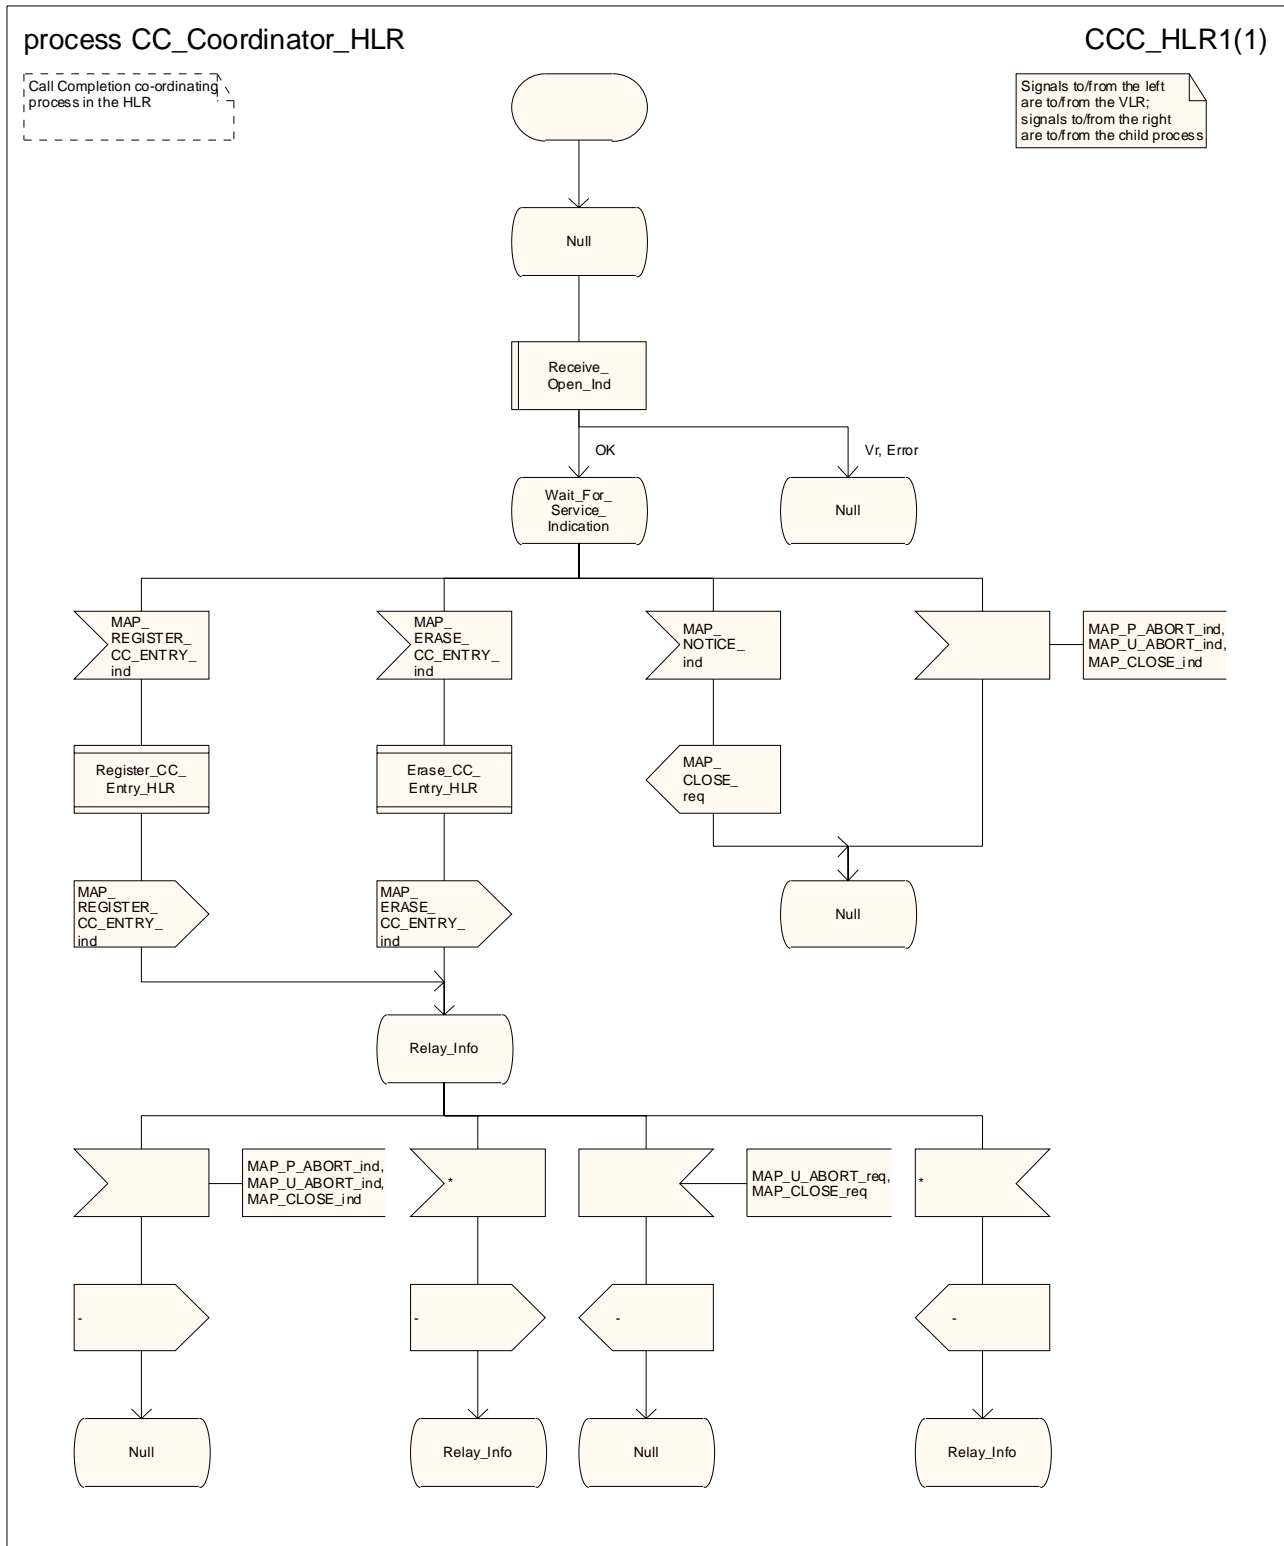 process CC_Coordinator_HLR
CCC_HLR1(1)
Call Completion co-ordinating
process in the HLR
Signals to/from the left
are to/from the VLR;
signals to/from the right
are to/from the child process
Null
Receive_
Open_Ind
OK
Vr, Error
Wait_For_
Service_
Indication
Null
MAP_
REGISTER_
CC_ENTRY_
ind
MAP_
ERASE_
CC_ENTRY_
ind
MAP_
NOTICE_
ind
MAP_P_ABORT_ind,
MAP_U_ABORT_ind,
MAP_CLOSE_ind
Register_CC_
Entry_HLR
Erase_CC_
Entry_HLR
MAP_
CLOSE_
req
MAP_
REGISTER_
CC_ENTRY_
ind
MAP_
ERASE_
CC_ENTRY_
ind
Null
Relay_Info
MAP_P_ABORT_ind,
MAP_U_ABORT_ind,
MAP_CLOSE_ind
*
MAP_U_ABORT_req,
MAP_CLOSE_req
*
-
-
-
-
Null
Relay_Info
Null
Relay_Info